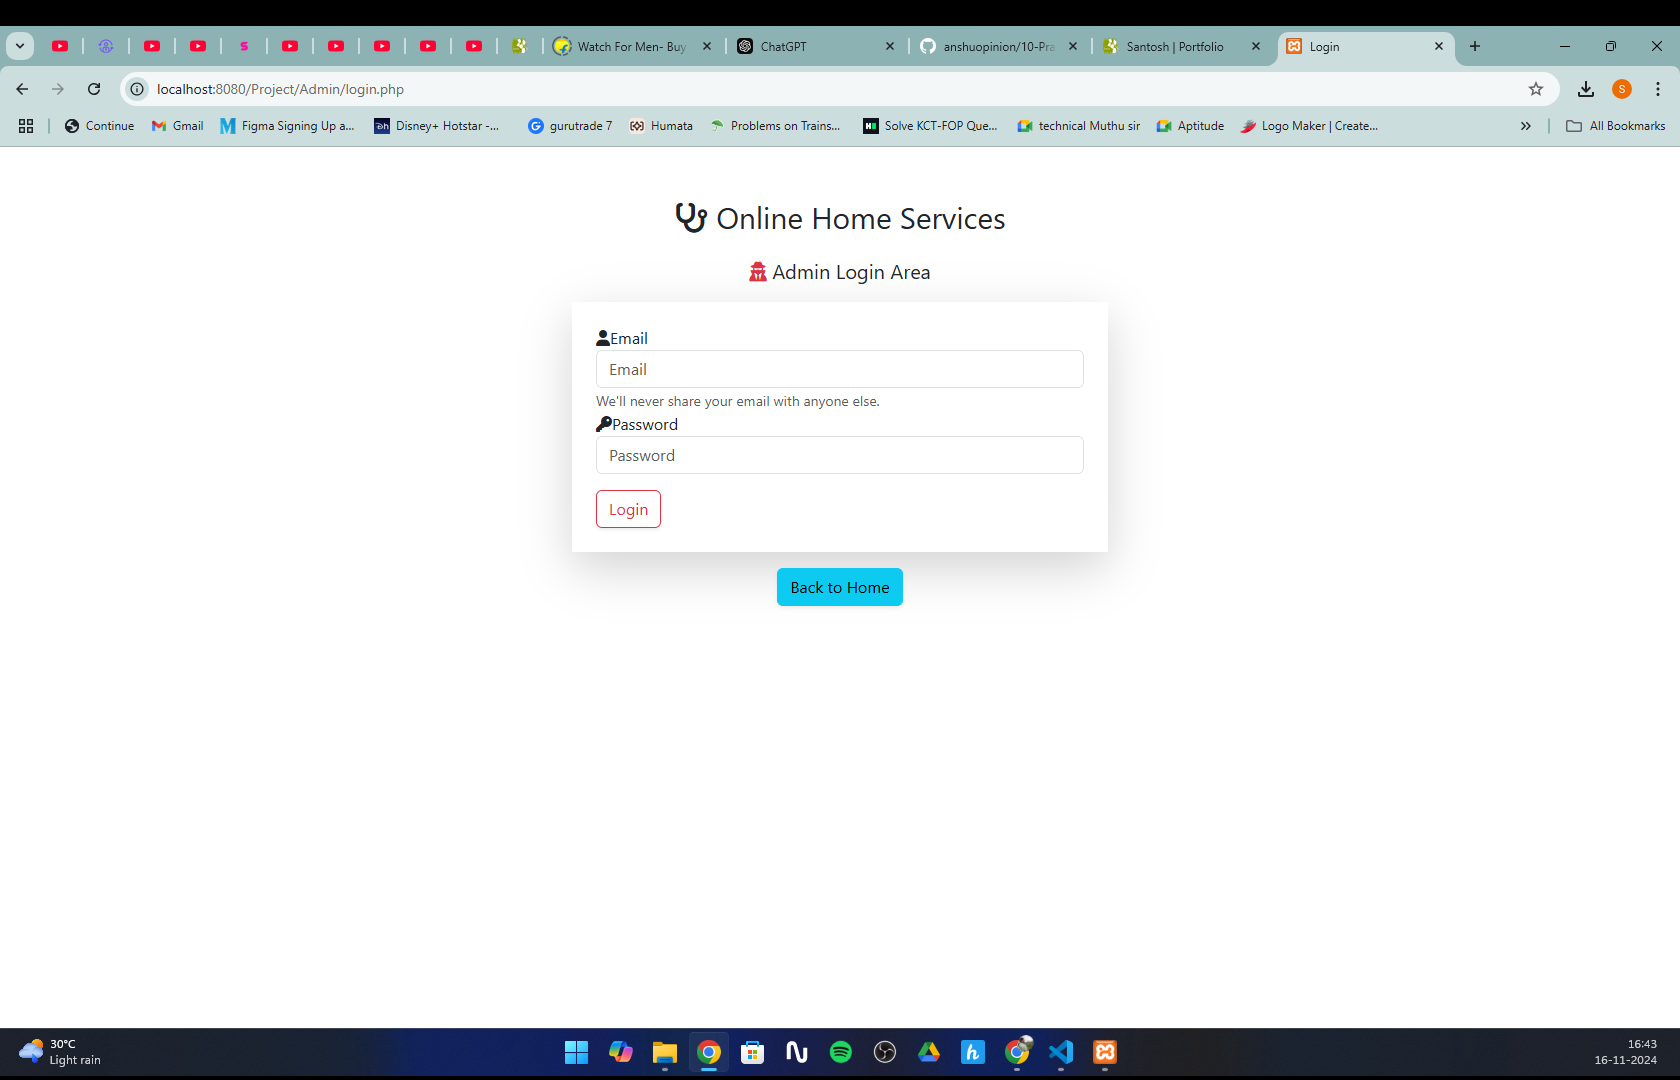 Watch For Men- Buy
ChatGPT
anshuopinion/10-Pra
Santosh | Portfolio
Login
localhost:8080/Project/Admin/login.php
S
Continue
Gmail
Figma Signing Up a...
Disney+ Hotstar -...
gurutrade 7
Humata
Problems on Trains...
Solve KCT-FOP Que...
technical Muthu sir
Aptitude
Logo Maker | Create...
All Bookmarks
Online Home Services
Admin Login Area
Email
Email
We'll never share your email with anyone else.
Password
Password
Login
Back to Home
30°C
Light rain
16:43
16-11-2024